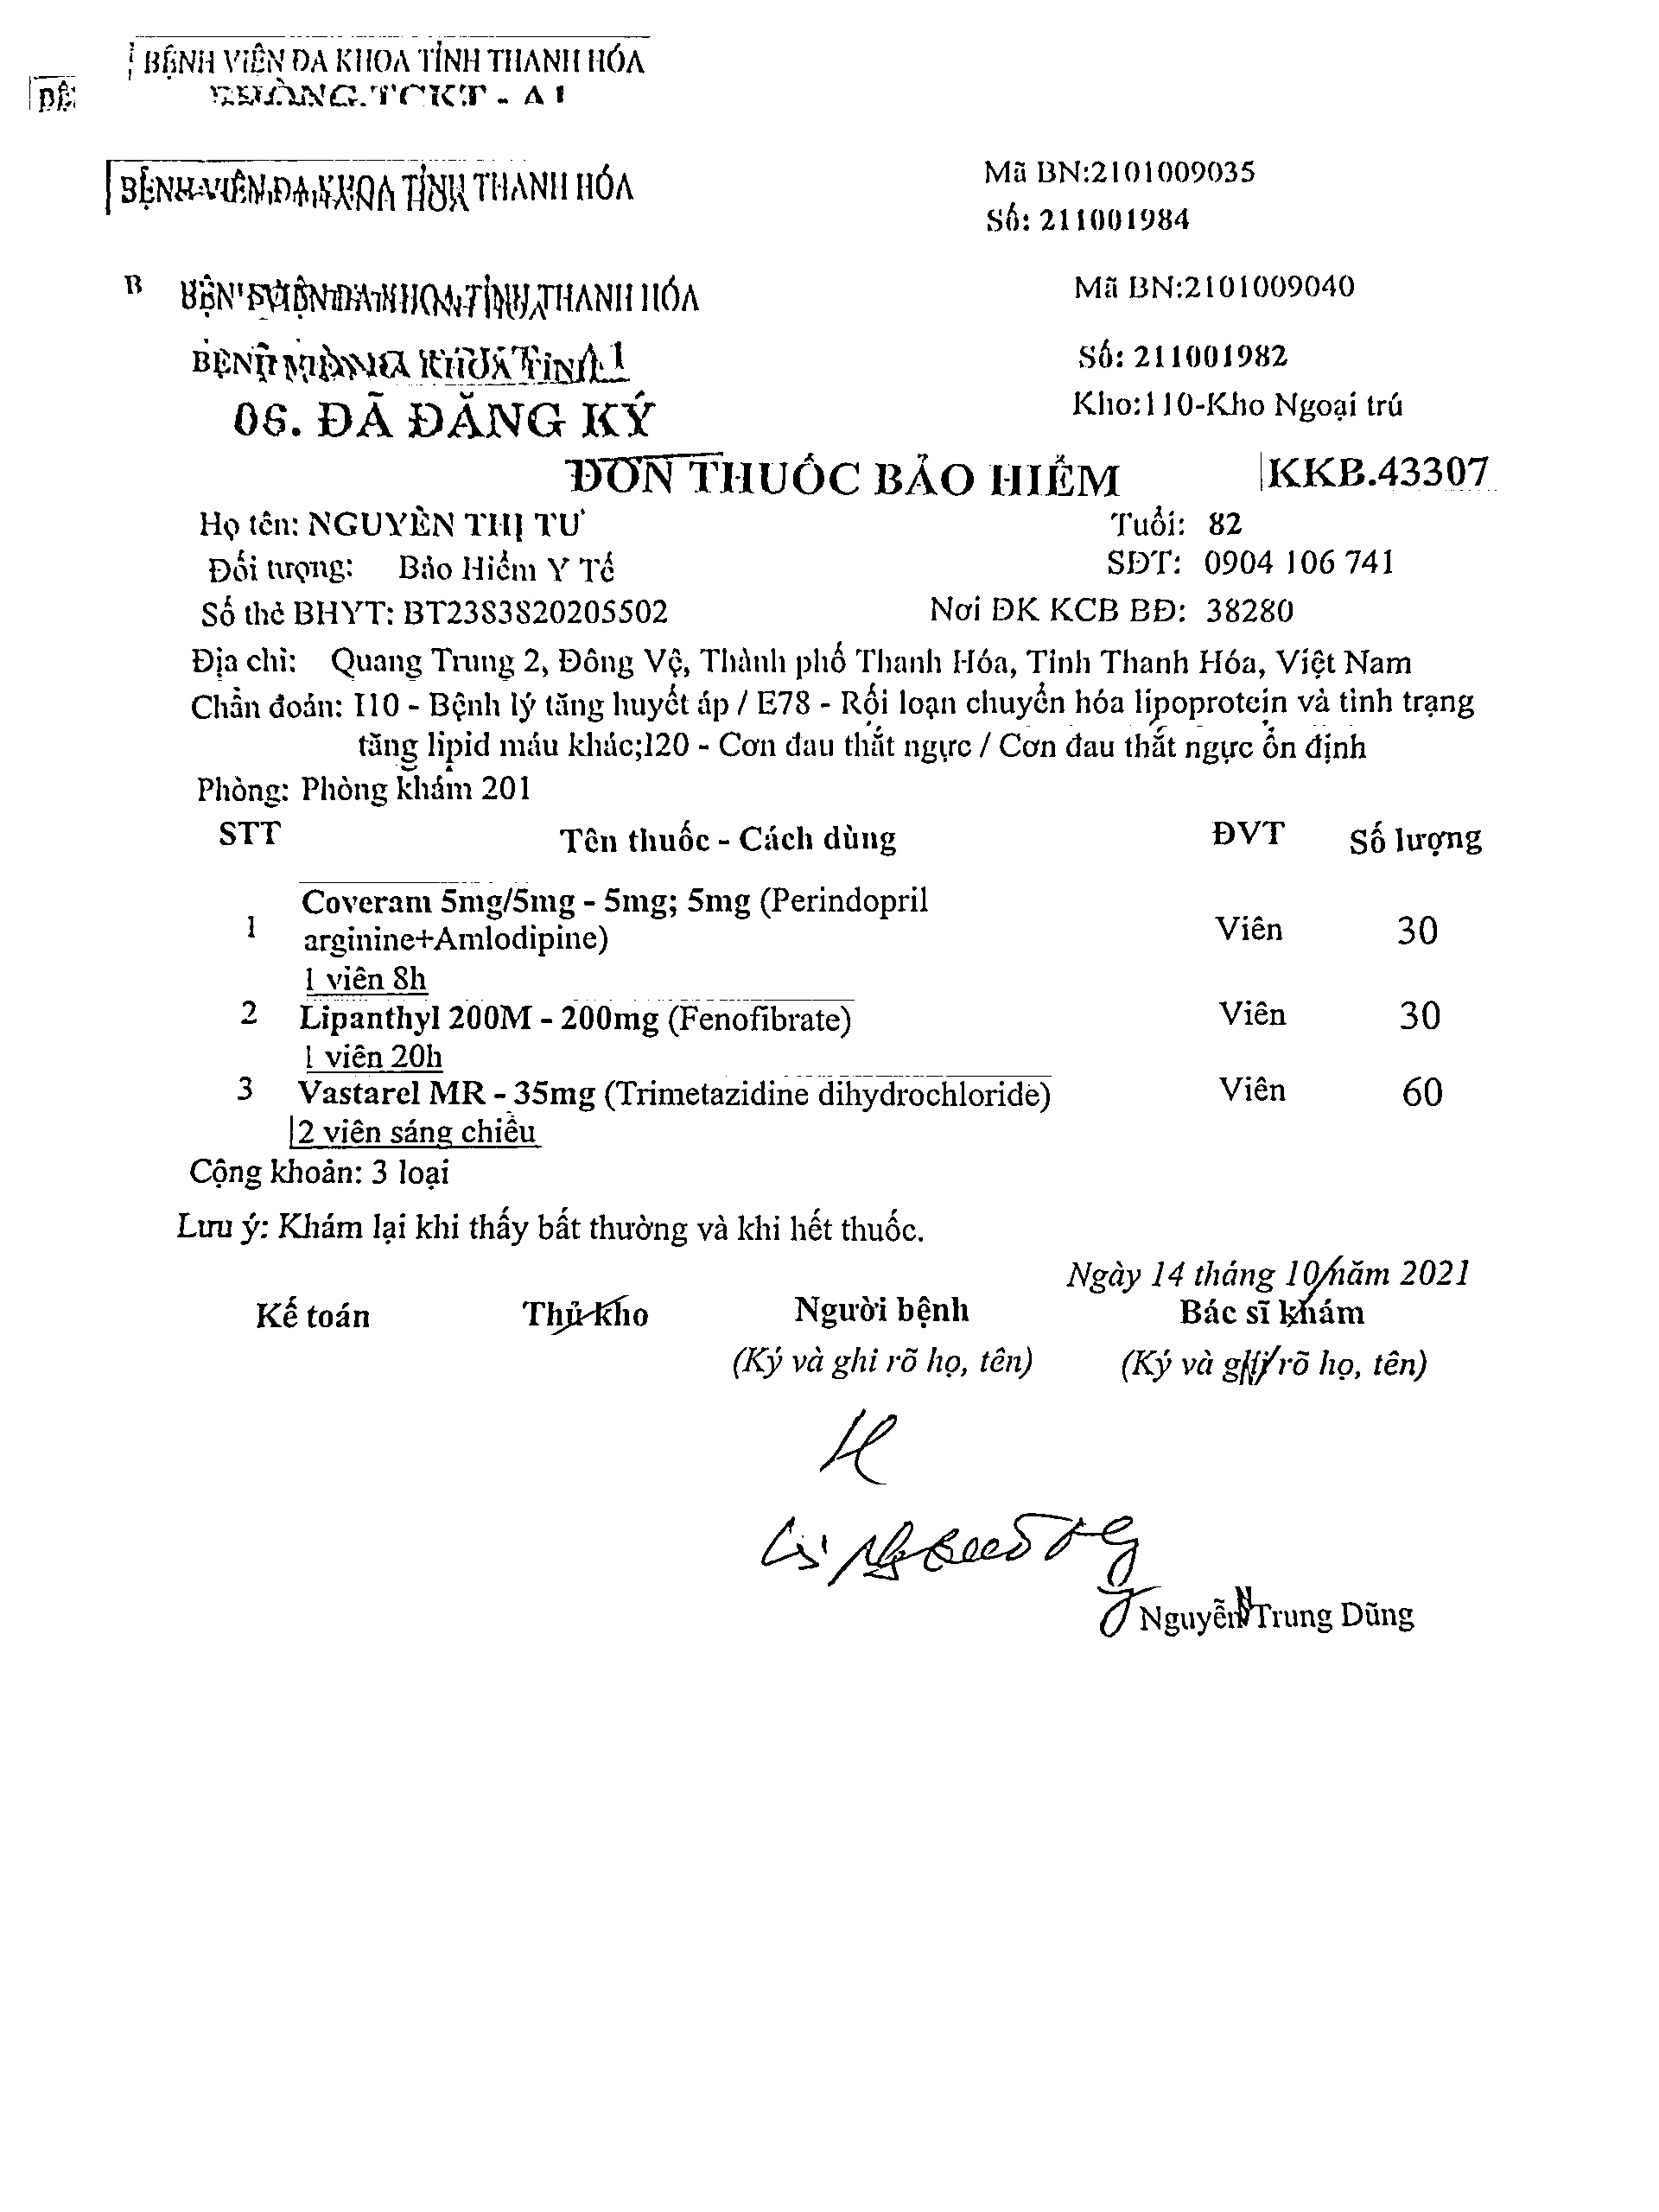 BỆNH VIÊN ĐA KHOA TỈNH THANH HÓA
TCKT - A1
BỆ
BỆNH VIÊN ĐA KHOA TỈNH THANH HÓA
Mã BN:2101009035
Số: 211001984
B
THANH HÓA
Mã BN:2101009040
Số: 211001982
06. ĐÃ ĐĂNG KÝ
Kho:110-Kho Ngoại trú
ĐƠN THUỐC BẢO HIỂM
KKB.43307
Họ tên: NGUYỄN THỊ TƯ
Tuổi: 82
Đối tượng: Bảo Hiểm Y Tế
SĐT: 0904 106 741
Số thẻ BHYT: BT2383820205502
Nơi ĐK KCB BĐ: 38280
Địa chỉ: Quang Trung 2, Đông Vệ, Thành phố Thanh Hóa, Tỉnh Thanh Hóa, Việt Nam
Chẩn đoán: I10 - Bệnh lý tăng huyết áp / E78 - Rối loạn chuyển hóa lipoprotein và tình trạng
tăng lipid máu khác;I20 - Cơn đau thắt ngực / Cơn đau thắt ngực ổn định
Phòng: Phòng khám 201
STT Tên thuốc - Cách dùng ĐVT Số lượng
Coveram 5mg/5mg - 5mg; 5mg (Perindopril
1 arginine+Amlodipine) Viên 30
1 viên 8h
2 Lipanthyl 200M - 200mg (Fenofibrate) Viên 30
1 viên 20h
3 Vastarel MR - 35mg (Trimetazidine dihydrochloride) Viên 60
2 viên sáng chiều
Cộng khoản: 3 loại
Lưu ý: Khám lại khi thấy bất thường và khi hết thuốc.
Ngày 14 tháng 10 năm 2021
Kế toán Thủ kho Người bệnh Bác sĩ khám
(Ký và ghi rõ họ, tên) (Ký và ghi rõ họ, tên)
Nguyễn Trung Dũng